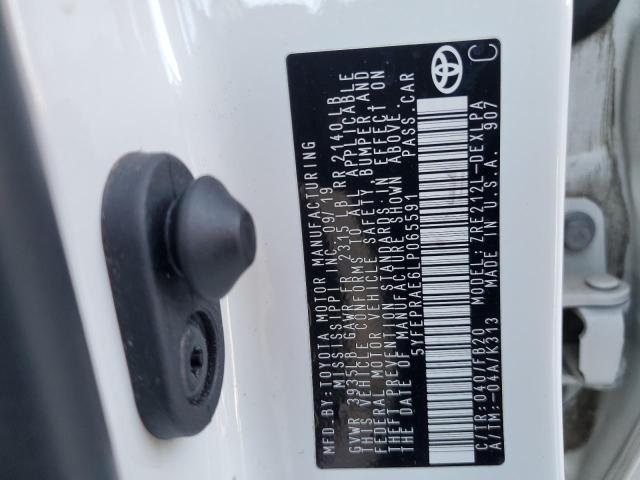 MFD.BY:TOYOTA MOTOR MANUFACTURING
MISSISSIPPI INC. 09/19
GVWR 3935LB GAWR FR 2315 LB RR 2140 LB
THIS VEHICLE CONFORMS TO ALL APPLICABLE
FEDERAL MOTOR VEHICLE SAFETY, BUMPER AND
THEFT PREVENTION STANDARDS IN EFFECT ON
THE DATE OF MANUFACTURE SHOWN ABOVE.
5YFEPRAE6LP065591 PASS.CAR
C/TR:040/FB20 ZRE212L-DEXLPA
A/TM:-04A/K313 MADE IN U.S.A. 907
C